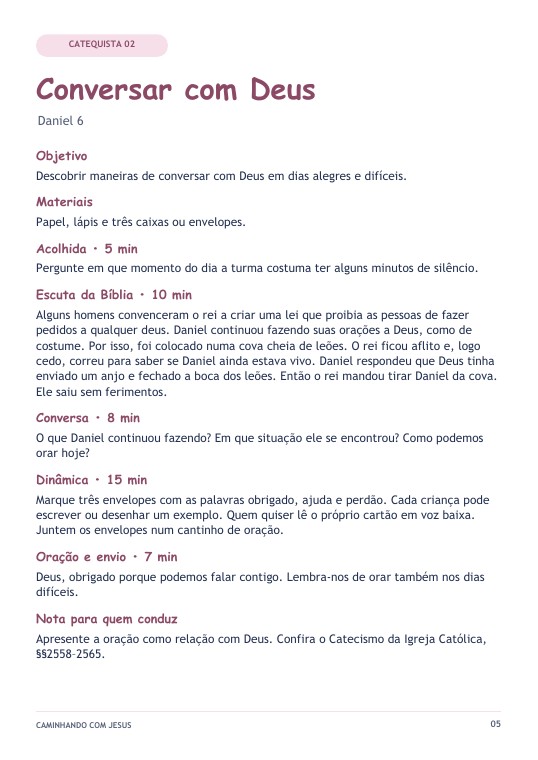 CATEQUISTA 02
Conversar com Deus
Daniel 6
Objetivo
Descobrir maneiras de conversar com Deus em dias alegres e difíceis.
Materiais
Papel, lápis e três caixas ou envelopes.
Acolhida • 5 min
Pergunte em que momento do dia a turma costuma ter alguns minutos de silêncio.
Escuta da Bíblia • 10 min
Alguns homens convenceram o rei a criar uma lei que proibia as pessoas de fazer
pedidos a qualquer deus. Daniel continuou fazendo suas orações a Deus, como de
costume. Por isso, foi colocado numa cova cheia de leões. O rei ficou aflito e, logo
cedo, correu para saber se Daniel ainda estava vivo. Daniel respondeu que Deus tinha
enviado um anjo e fechado a boca dos leões. Então o rei mandou tirar Daniel da cova.
Ele saiu sem ferimentos.
Conversa • 8 min
O que Daniel continuou fazendo? Em que situação ele se encontrou? Como podemos
orar hoje?
Dinâmica • 15 min
Marque três envelopes com as palavras obrigado, ajuda e perdão. Cada criança pode
escrever ou desenhar um exemplo. Quem quiser lê o próprio cartão em voz baixa.
Juntem os envelopes num cantinho de oração.
Oração e envio • 7 min
Deus, obrigado porque podemos falar contigo. Lembra-nos de orar também nos dias
difíceis.
Nota para quem conduz
Apresente a oração como relação com Deus. Confira o Catecismo da Igreja Católica,
§§2558–2565.
CAMINHANDO COM JESUS
05